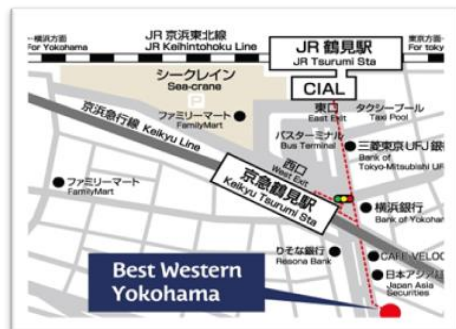 ←横浜方面
For Yokohama
JR 京浜東北線
JR Keihintohoku Line
JR 鶴見駅
JR Tsurumi Sta
東京方面
For tokyo
CIAL
シークレイン
Sea-crane
P
東口
East Exit
タクシープール
Taxi Pool
ファミリーマート
FamilyMart
バスターミナル
Bus Terminal
三菱東京UFJ
Bank of
Tokyo-Mitsubishi UF
京浜急行線 Keikyu Line
西口
West Exit
ファミリーマート
FamilyMart
京急鶴見駅
Keikyu Tsurumi Sta
横浜銀行
Bank of Yokohan
りそな銀行
Resona Bank
CAFE VELOC
日本アジア
Japan Asia
Securities
Best Western
Yokohama